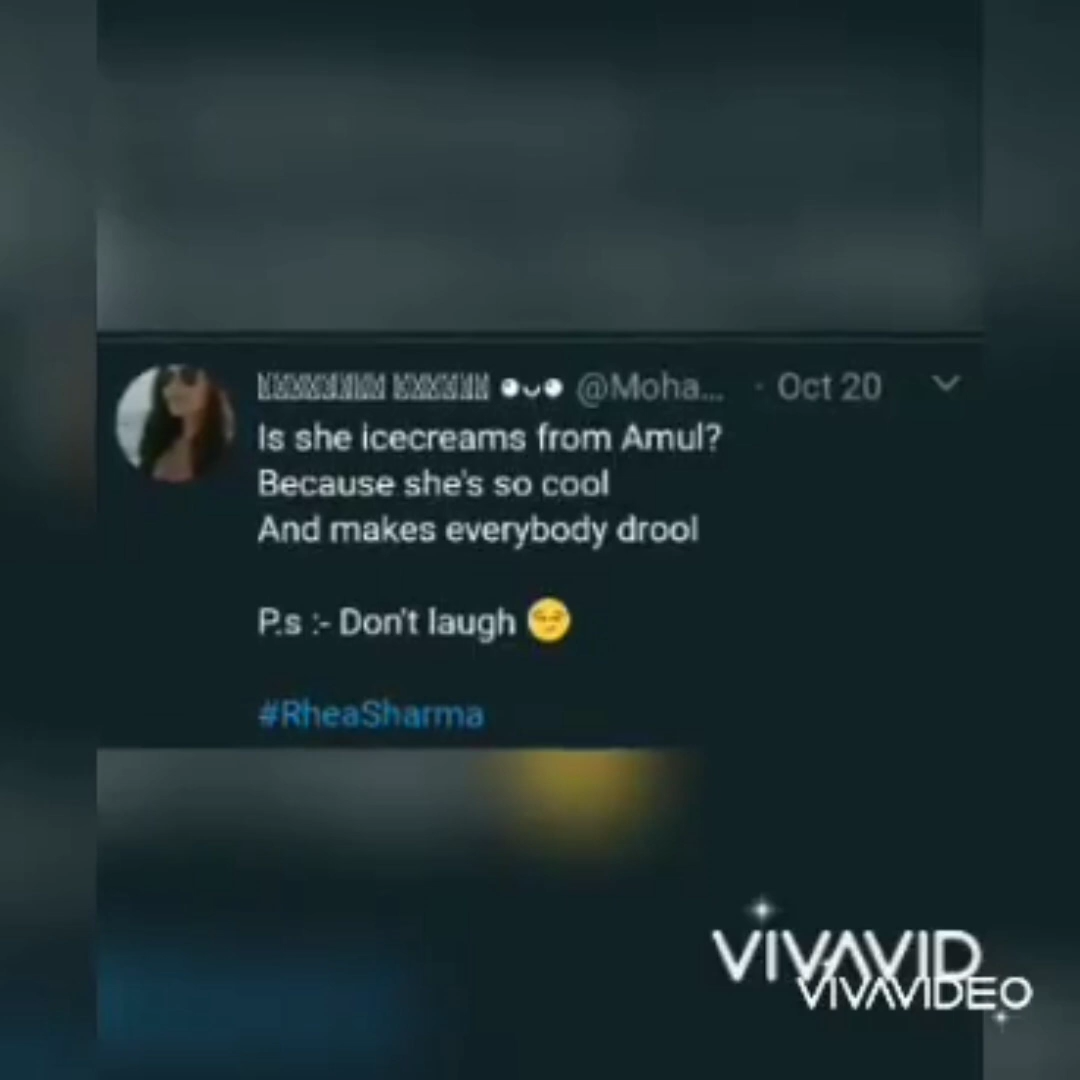 @Moha... · Oct 20
Is she icecreams from Amul?
Because she's so cool
And makes everybody drool
P.s :- Don't laugh 😏
#RheaSharma
VIVAVID
VIVAVIDEO